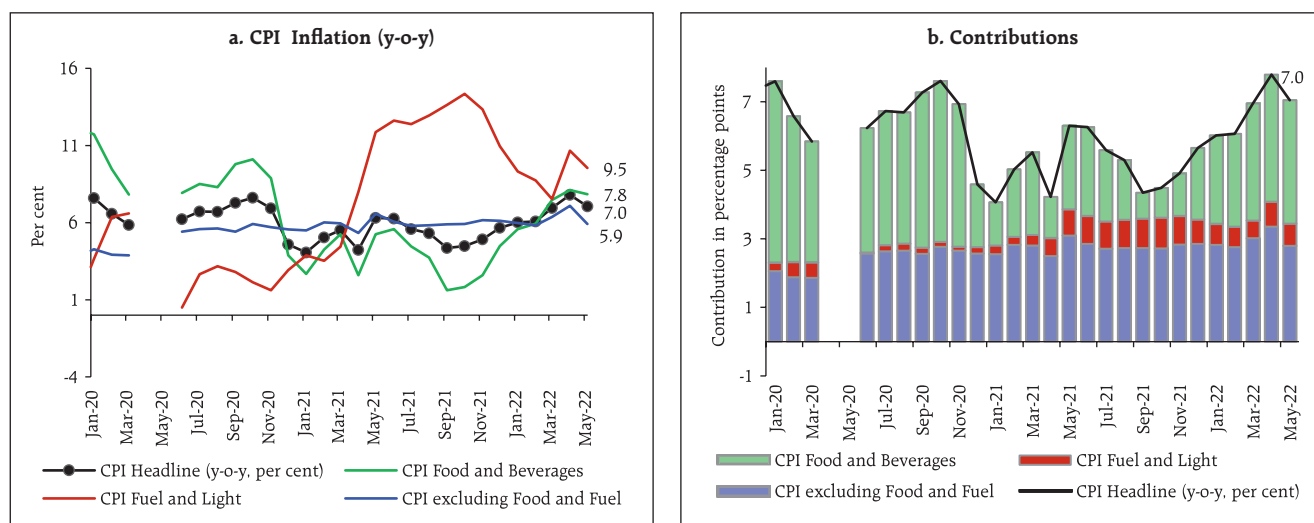 a. CPI Inflation (y-o-y)
Per cent
16
11
6
1
-4
9.5
7.8
7.0
5.9
Jan-20
Mar-20
May-20
Jul-20
Sep-20
Nov-20
Jan-21
Mar-21
May-21
Jul-21
Sep-21
Nov-21
Jan-22
Mar-22
May-22
CPI Headline (y-o-y, per cent)
CPI Food and Beverages
CPI Fuel and Light
CPI excluding Food and Fuel
b. Contributions
Contribution in percentage points
7
5
3
1
-1
7.0
Jan-20
Mar-20
May-20
Jul-20
Sep-20
Nov-20
Jan-21
Mar-21
May-21
Jul-21
Sep-21
Nov-21
Jan-22
Mar-22
May-22
CPI Food and Beverages
CPI Fuel and Light
CPI excluding Food and Fuel
CPI Headline (y-o-y, per cent)